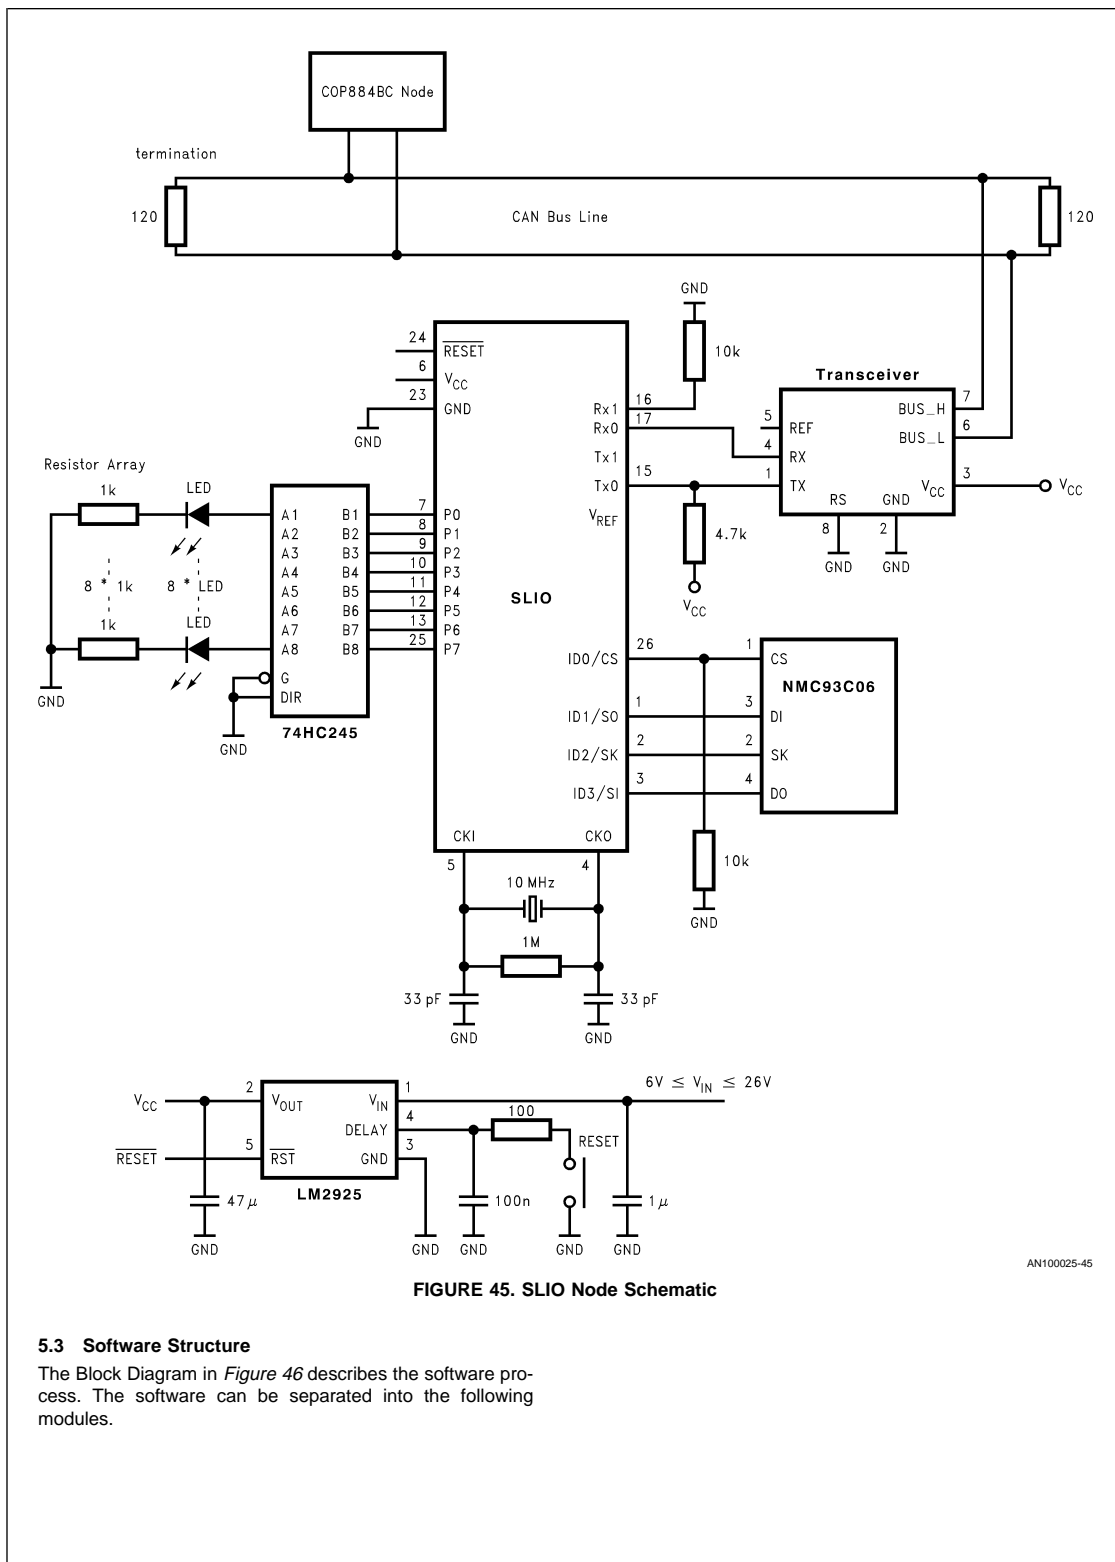 COP884BC Node
termination
120
CAN Bus Line
120
GND
10k
24
RESET
6
VCC
23
GND
GND
16
Rx1
Rx0
17
Tx1
15
Tx0
VREF
Transceiver
7
BUS_H
6
BUS_L
5
REF
4
RX
1
TX
3
VCC
VCC
RS
GND
8
2
GND
GND
4.7k
VCC
Resistor Array
1k
LED
8 * 1k
8 * LED
1k
LED
GND
A1
A2
A3
A4
A5
A6
A7
A8
G
DIR
B1
B2
B3
B4
B5
B6
B7
B8
GND
74HC245
7
8
9
10
11
12
13
25
P0
P1
P2
P3
P4
P5
P6
P7
SLIO
26
ID0/CS
1
ID1/SO
2
ID2/SK
3
ID3/SI
1
CS
NMC93C06
3
DI
2
SK
4
DO
10k
GND
CKI
CKO
5
4
10 MHz
1M
33 pF
33 pF
GND
GND
VCC
2
VOUT
RESET
5
RST
1
VIN
4
DELAY
3
GND
LM2925
6V ≤ VIN ≤ 26V
100
RESET
47 µ
100n
1 µ
GND
GND
GND
GND
GND
AN100025-45
FIGURE 45. SLIO Node Schematic
5.3 Software Structure
The Block Diagram in Figure 46 describes the software pro-
cess. The software can be separated into the following
modules.